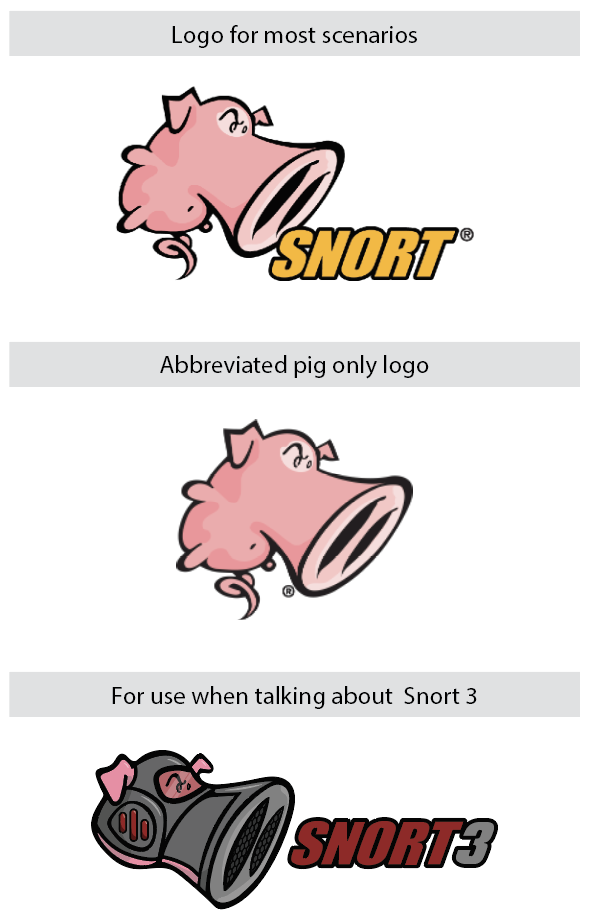 Logo for most scenarios
SNORT®
Abbreviated pig only logo
®
For use when talking about  Snort 3
SNORT3